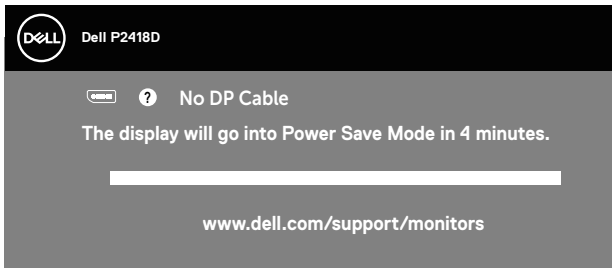 DELL
Dell P2418D
? No DP Cable
The display will go into Power Save Mode in 4 minutes.
www.dell.com/support/monitors